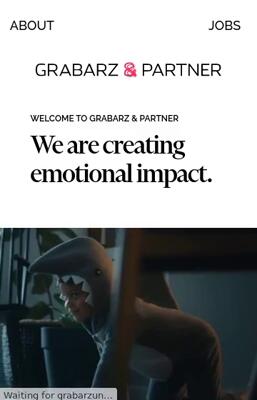 ABOUT JOBS
GRABARZ & PARTNER
WELCOME TO GRABARZ & PARTNER
We are creating
emotional impact.
Waiting for grabarzun...